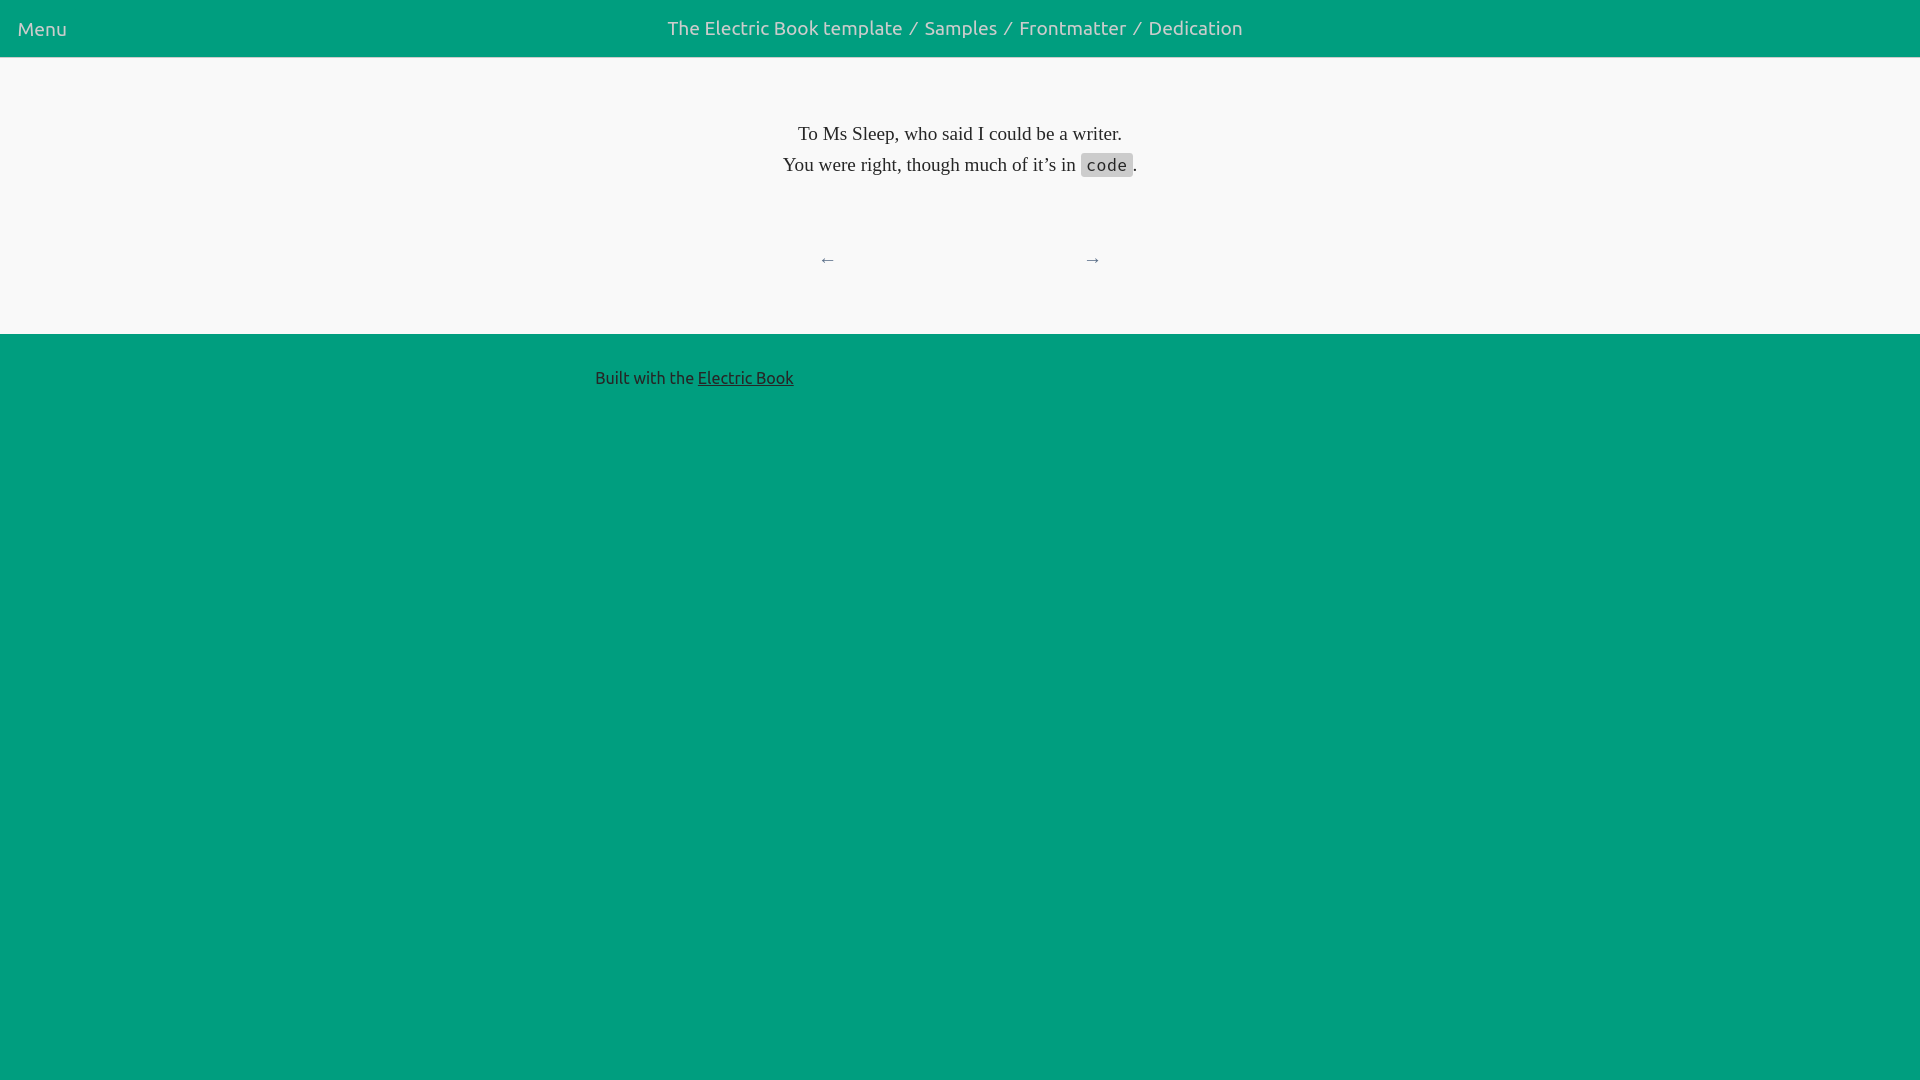 Menu
The Electric Book template / Samples / Frontmatter / Dedication
To Ms Sleep, who said I could be a writer.
You were right, though much of it’s in code.
← →
Built with the Electric Book